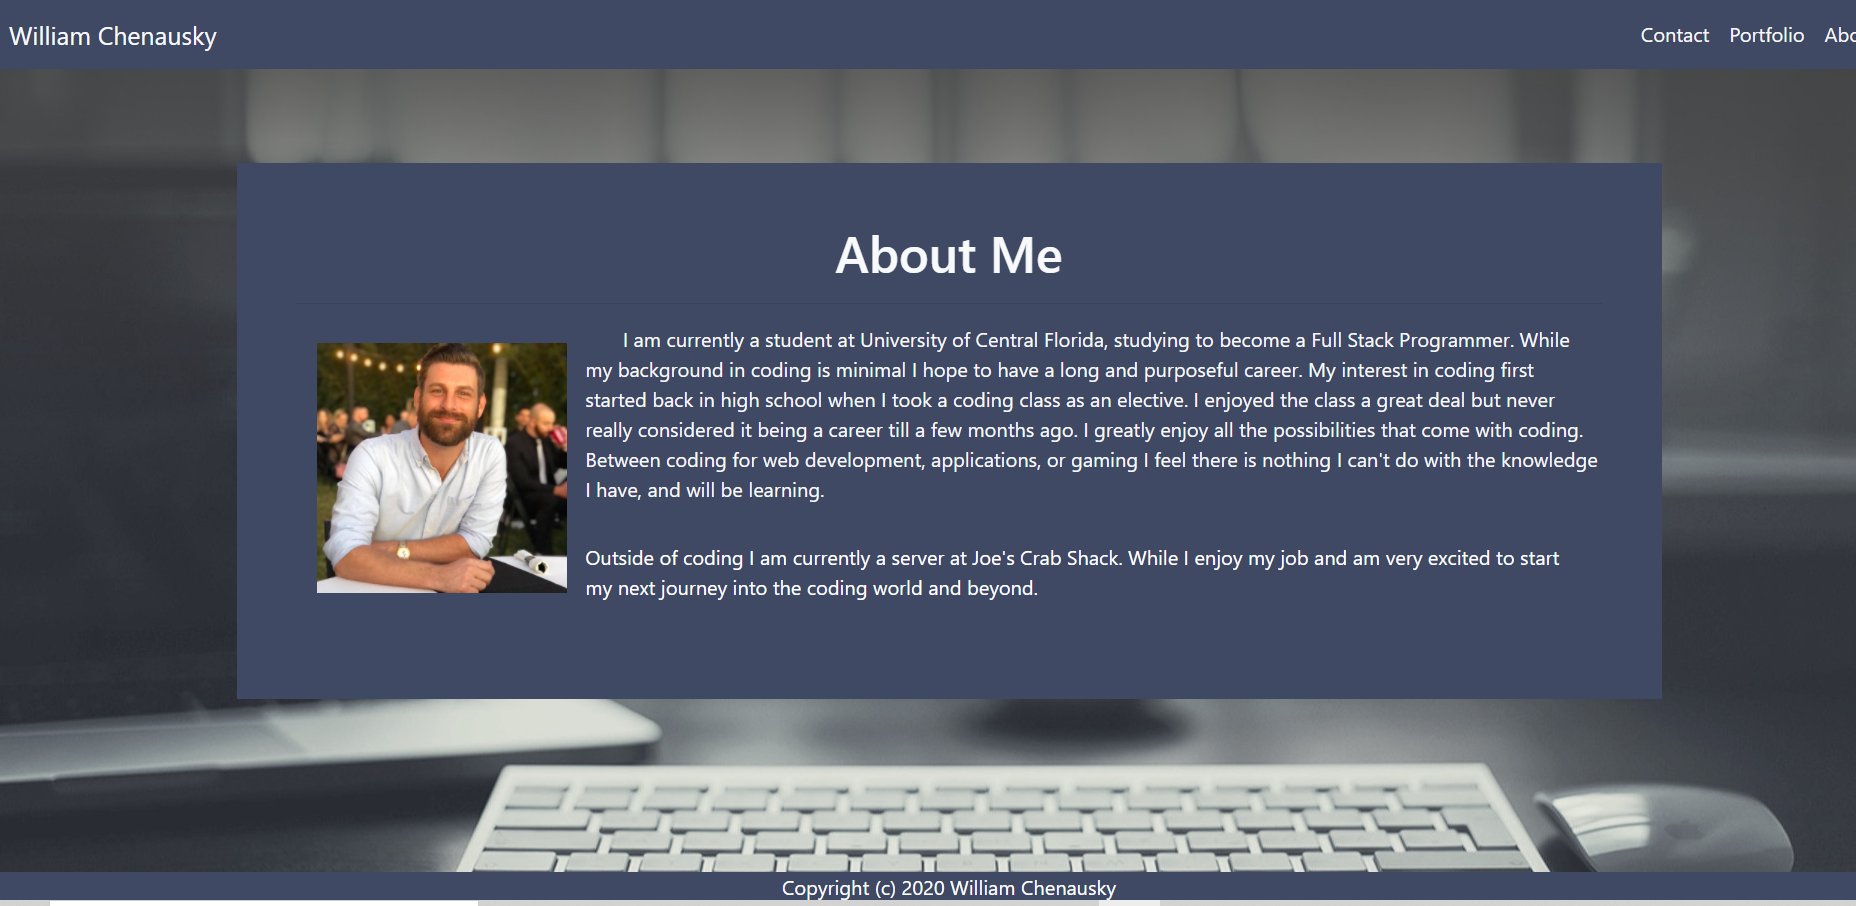 William Chenausky
Contact Portfolio Abo
About Me
I am currently a student at University of Central Florida, studying to become a Full Stack Programmer. While
my background in coding is minimal I hope to have a long and purposeful career. My interest in coding first
started back in high school when I took a coding class as an elective. I enjoyed the class a great deal but never
really considered it being a career till a few months ago. I greatly enjoy all the possibilities that come with coding.
Between coding for web development, applications, or gaming I feel there is nothing I can't do with the knowledge
I have, and will be learning.
Outside of coding I am currently a server at Joe's Crab Shack. While I enjoy my job and am very excited to start
my next journey into the coding world and beyond.
Copyright (c) 2020 William Chenausky